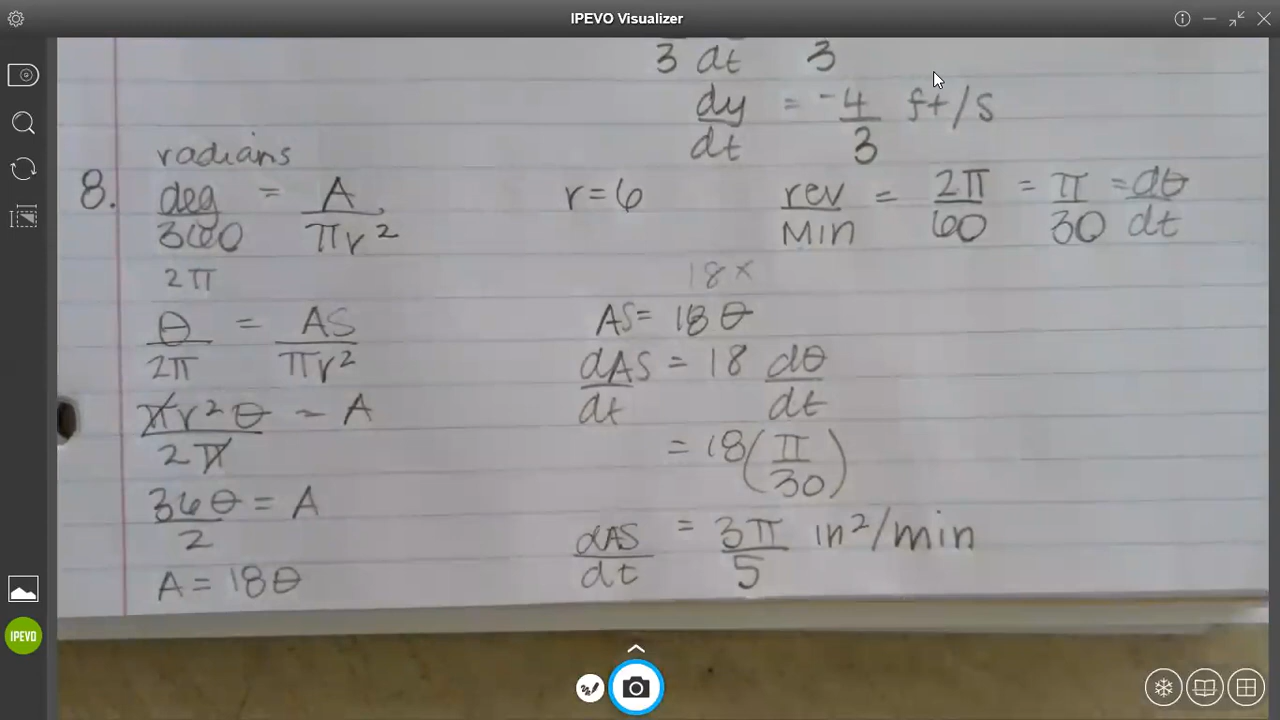 IPEVO Visualizer
3 dt 3
dy/dt = -4/3 ft/s
radians
8. deg/360 = A/πr²
2π
θ/2π = AS/πr²
πr²θ/2π = A
36θ/2 = A
A = 18θ
r=6
rev/Min = 2π/60 = π/30 = dθ/dt
18 x
AS = 18 θ
dAS/dt = 18 dθ/dt
= 18(π/30)
dAS/dt = 3π/5 in²/min
IPEVO